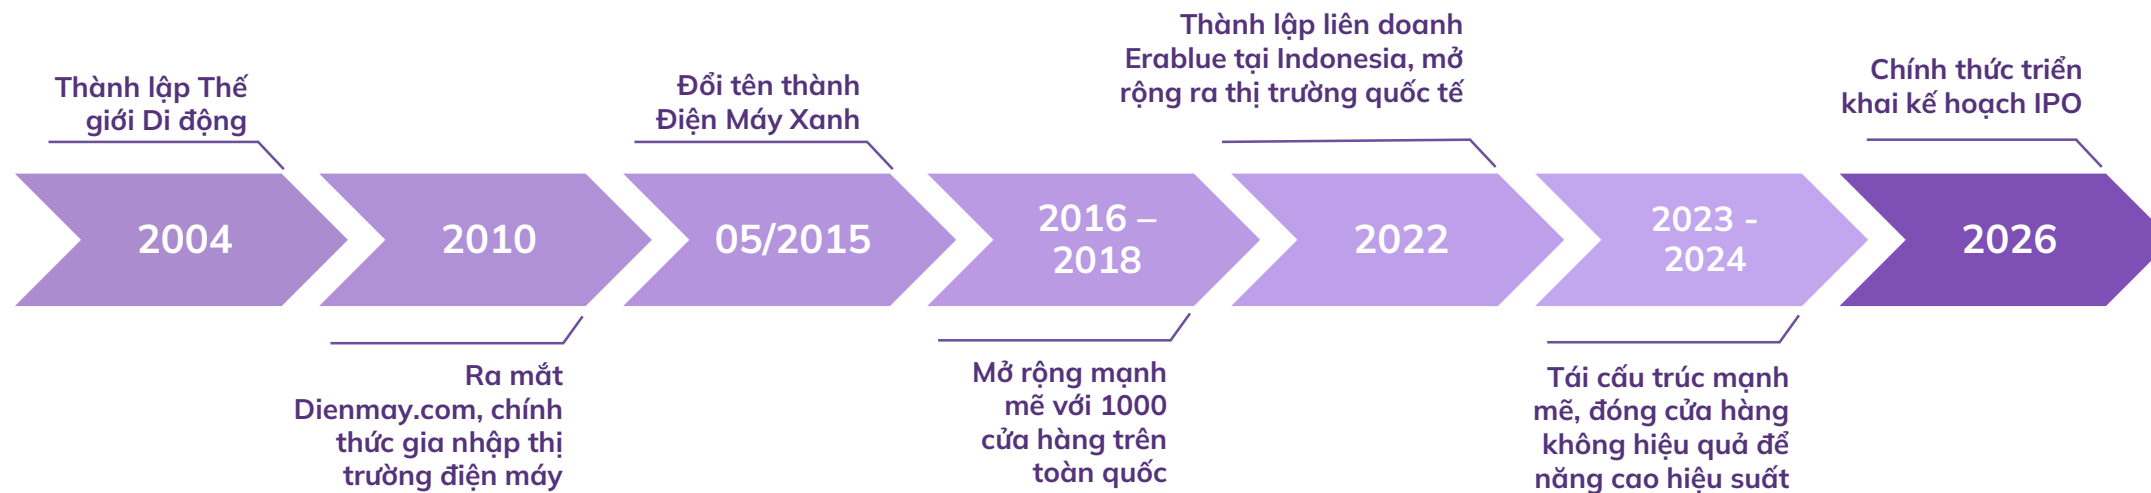 Thành lập Thế
giới Di động
2004
2010
Ra mắt
Dienmay.com, chính
thức gia nhập thị
trường điện máy
Đổi tên thành
Điện Máy Xanh
05/2015
2016 –
2018
Mở rộng mạnh
mẽ với 1000
cửa hàng trên
toàn quốc
Thành lập liên doanh
Erablue tại Indonesia, mở
rộng ra thị trường quốc tế
2022
2023 -
2024
Tái cấu trúc mạnh
mẽ, đóng cửa hàng
không hiệu quả để
năng cao hiệu suất
Chính thức triển
khai kế hoạch IPO
2026